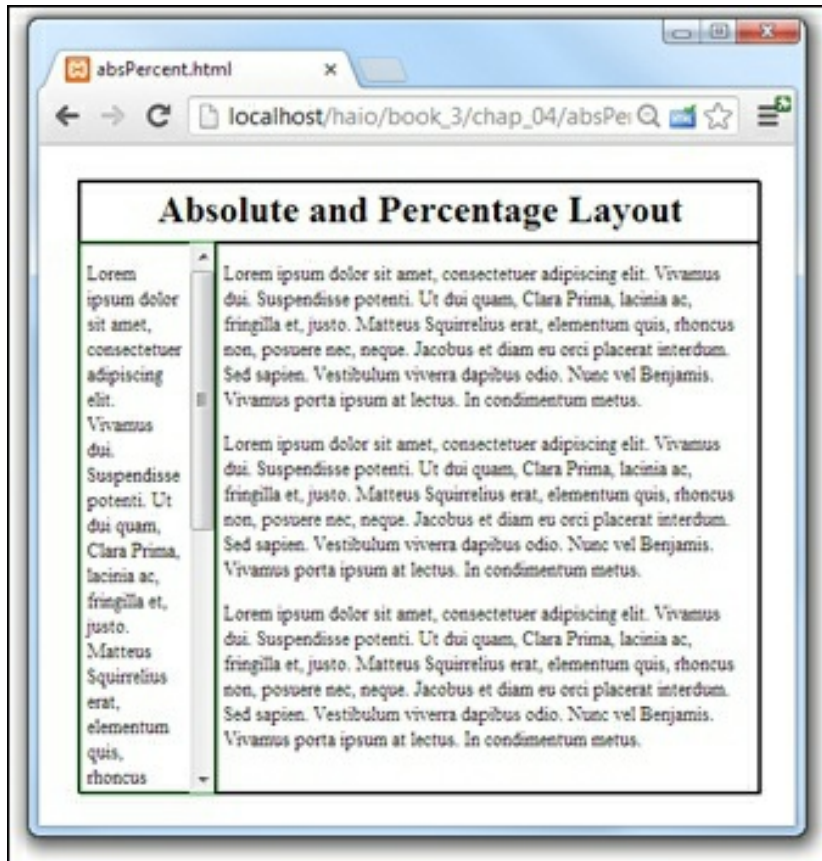 absPercent.html
localhost/haio/book_3/chap_04/absPe
Absolute and Percentage Layout
Lorem
ipsum dolor
sit amet,
consectetuer
adipiscing
elit.
Vivamus
dui.
Suspendisse
potenti. Ut
dui quam,
Clara Prima,
lacinia ac,
fringilla et,
justo.
Matteus
Squirrelius
erat,
elementum
quis,
rhoncus
Lorem ipsum dolor sit amet, consectetuer adipiscing elit. Vivamus
dui. Suspendisse potenti. Ut dui quam, Clara Prima, lacinia ac,
fringilla et, justo. Matteus Squirrelius erat, elementum quis, rhoncus
non, posuere nec, neque. Jacobus et diam eu orci placerat interdum.
Sed sapien. Vestibulum viverra dapibus odio. Nunc vel Benjamis.
Vivamus porta ipsum at lectus. In condimentum metus.
Lorem ipsum dolor sit amet, consectetuer adipiscing elit. Vivamus
dui. Suspendisse potenti. Ut dui quam, Clara Prima, lacinia ac,
fringilla et, justo. Matteus Squirrelius erat, elementum quis, rhoncus
non, posuere nec, neque. Jacobus et diam eu orci placerat interdum.
Sed sapien. Vestibulum viverra dapibus odio. Nunc vel Benjamis.
Vivamus porta ipsum at lectus. In condimentum metus.
Lorem ipsum dolor sit amet, consectetuer adipiscing elit. Vivamus
dui. Suspendisse potenti. Ut dui quam, Clara Prima, lacinia ac,
fringilla et, justo. Matteus Squirrelius erat, elementum quis, rhoncus
non, posuere nec, neque. Jacobus et diam eu orci placerat interdum.
Sed sapien. Vestibulum viverra dapibus odio. Nunc vel Benjamis.
Vivamus porta ipsum at lectus. In condimentum metus.